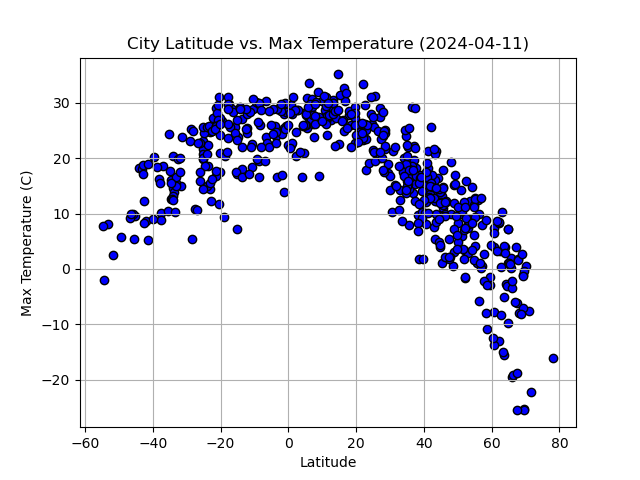 City Latitude vs. Max Temperature (2024-04-11)
Max Temperature (C)
30
20
10
0
−10
−20
−60 −40 −20 0 20 40 60 80
Latitude